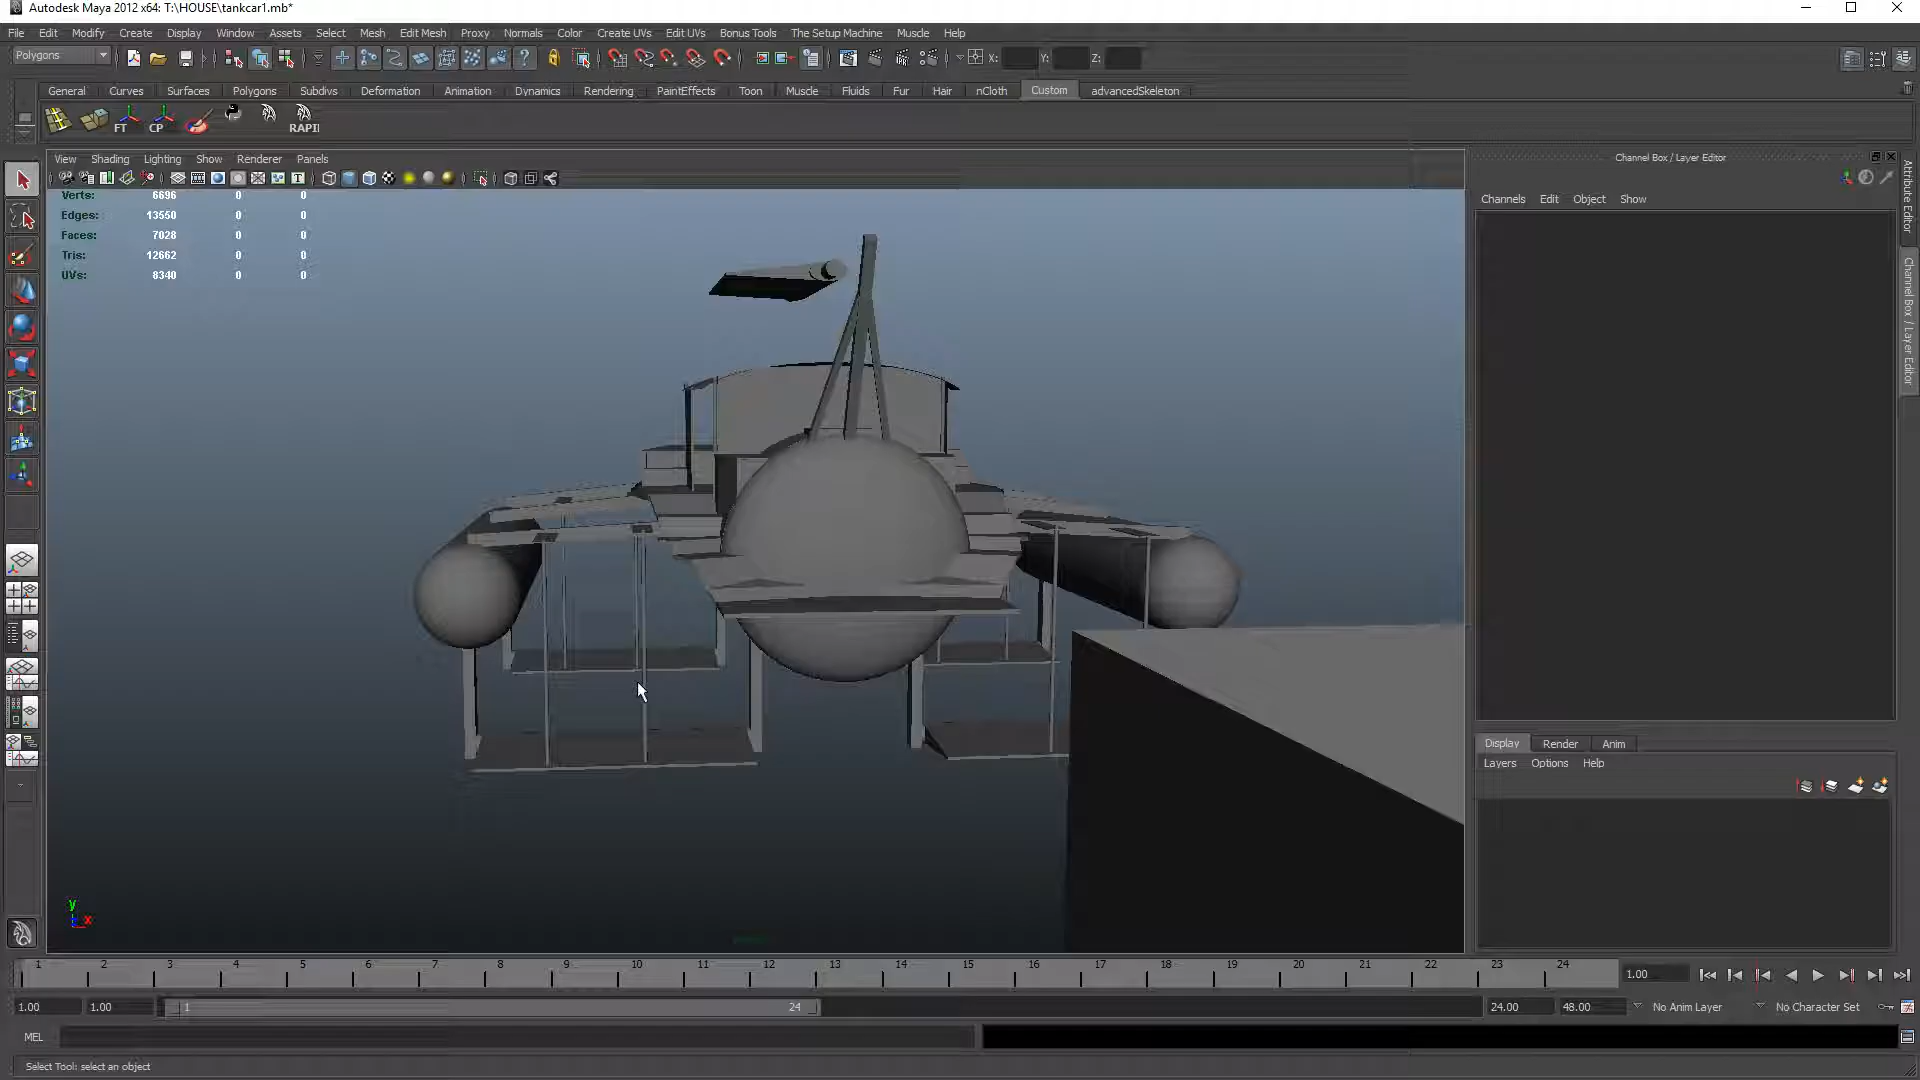 Autodesk Maya 2012 x64: T:\HOUSE\tankcar1.mb*
File Edit Modify Create Display Window Assets Select Mesh Edit Mesh Proxy Normals Color Create UVs Edit UVs Bonus Tools The Setup Machine Muscle Help
Polygons X: Y: Z:
General Curves Surfaces Polygons Subdivs Deformation Animation Dynamics Rendering PaintEffects Toon Muscle Fluids Fur Hair nCloth Custom advancedSkeleton
FT CP RAPII
View Shading Lighting Show Renderer Panels
Channel Box / Layer Editor
Channels Edit Object Show
Verts: 6696 0 0
Edges: 13550 0 0
Faces: 7028 0 0
Tris: 12662 0 0
UVs: 8340 0 0
Attribute Editor
Channel Box / Layer Editor
Display Render Anim
Layers Options Help
y
x
1 2 3 4 5 6 7 8 9 10 11 12 13 14 15 16 17 18 19 20 21 22 23 24 1.00
1.00 1.00 1 24 24.00 48.00 No Anim Layer No Character Set
MEL
Select Tool: select an object